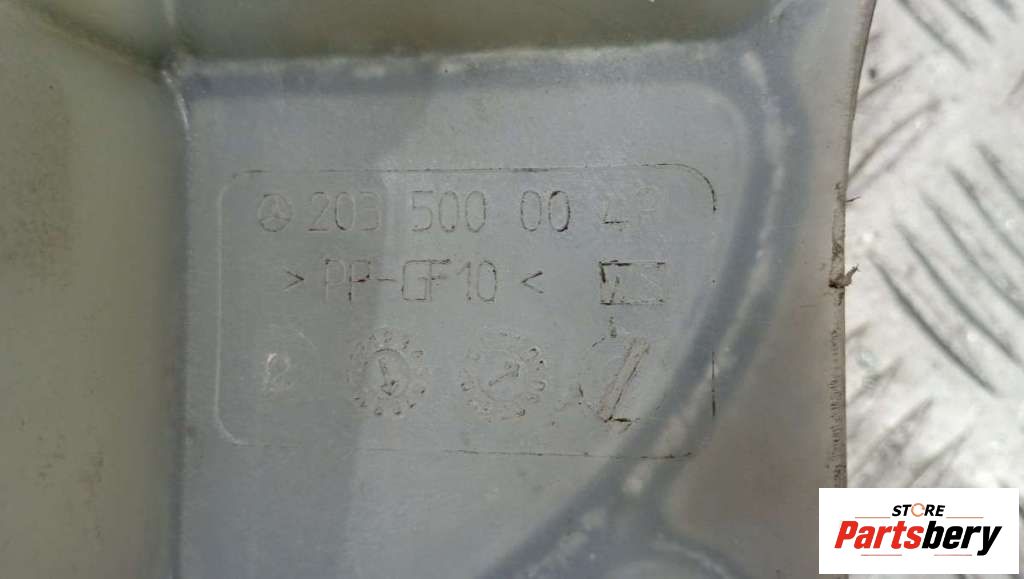 203 500 00
> PP-GF10 <
STORE
Partsbery